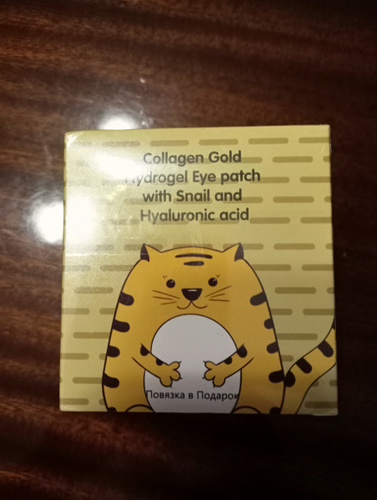 Collagen Gold
Hydrogel Eye patch
with Snail and
Hyaluronic acid
Повязка в Подарок